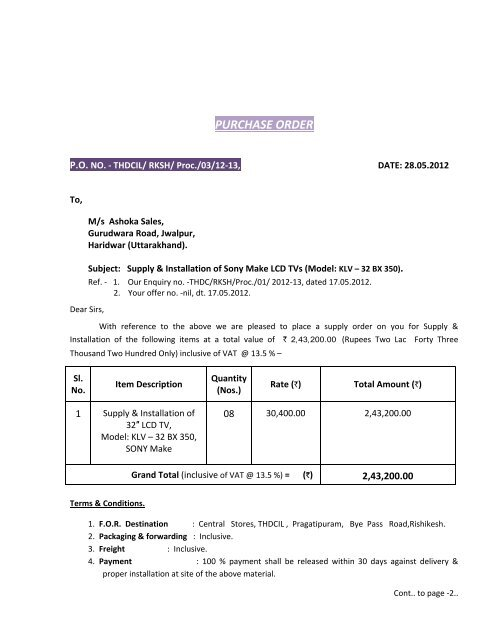 PURCHASE ORDER
P.O. NO. - THDCIL/ RKSH/ Proc./03/12-13, DATE: 28.05.2012
To,
M/s Ashoka Sales,
Gurudwara Road, Jwalpur,
Haridwar (Uttarakhand).
Subject: Supply & Installation of Sony Make LCD TVs (Model: KLV – 32 BX 350).
Ref. - 1. Our Enquiry no. -THDC/RKSH/Proc./01/ 2012-13, dated 17.05.2012.
2. Your offer no. -nil, dt. 17.05.2012.
Dear Sirs,
With reference to the above we are pleased to place a supply order on you for Supply &
Installation of the following items at a total value of ₹ 2,43,200.00 (Rupees Two Lac Forty Three
Thousand Two Hundred Only) inclusive of VAT @ 13.5 % –
Sl. No. Item Description Quantity (Nos.) Rate (₹) Total Amount (₹)
1 Supply & Installation of 08 30,400.00 2,43,200.00
32" LCD TV,
Model: KLV – 32 BX 350,
SONY Make
Grand Total (inclusive of VAT @ 13.5 %) = (₹) 2,43,200.00
Terms & Conditions.
1. F.O.R. Destination : Central Stores, THDCIL , Pragatipuram, Bye Pass Road,Rishikesh.
2. Packaging & forwarding : Inclusive.
3. Freight : Inclusive.
4. Payment : 100 % payment shall be released within 30 days against delivery &
proper installation at site of the above material.
Cont.. to page -2..